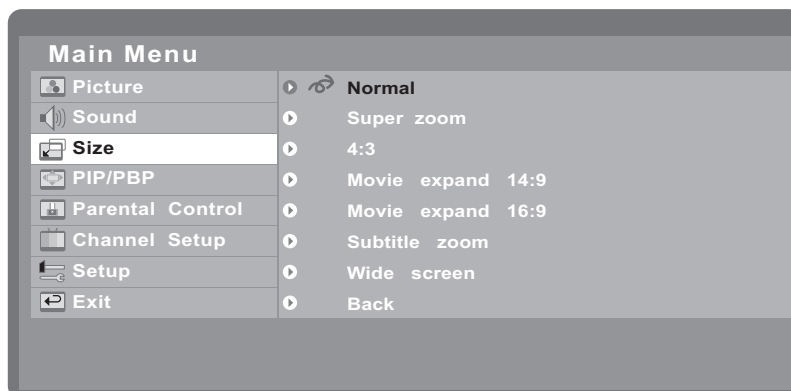 Main Menu
Picture
Sound
Size
PIP/PBP
Parental Control
Channel Setup
Setup
Exit
Normal
Super zoom
4:3
Movie expand 14:9
Movie expand 16:9
Subtitle zoom
Wide screen
Back